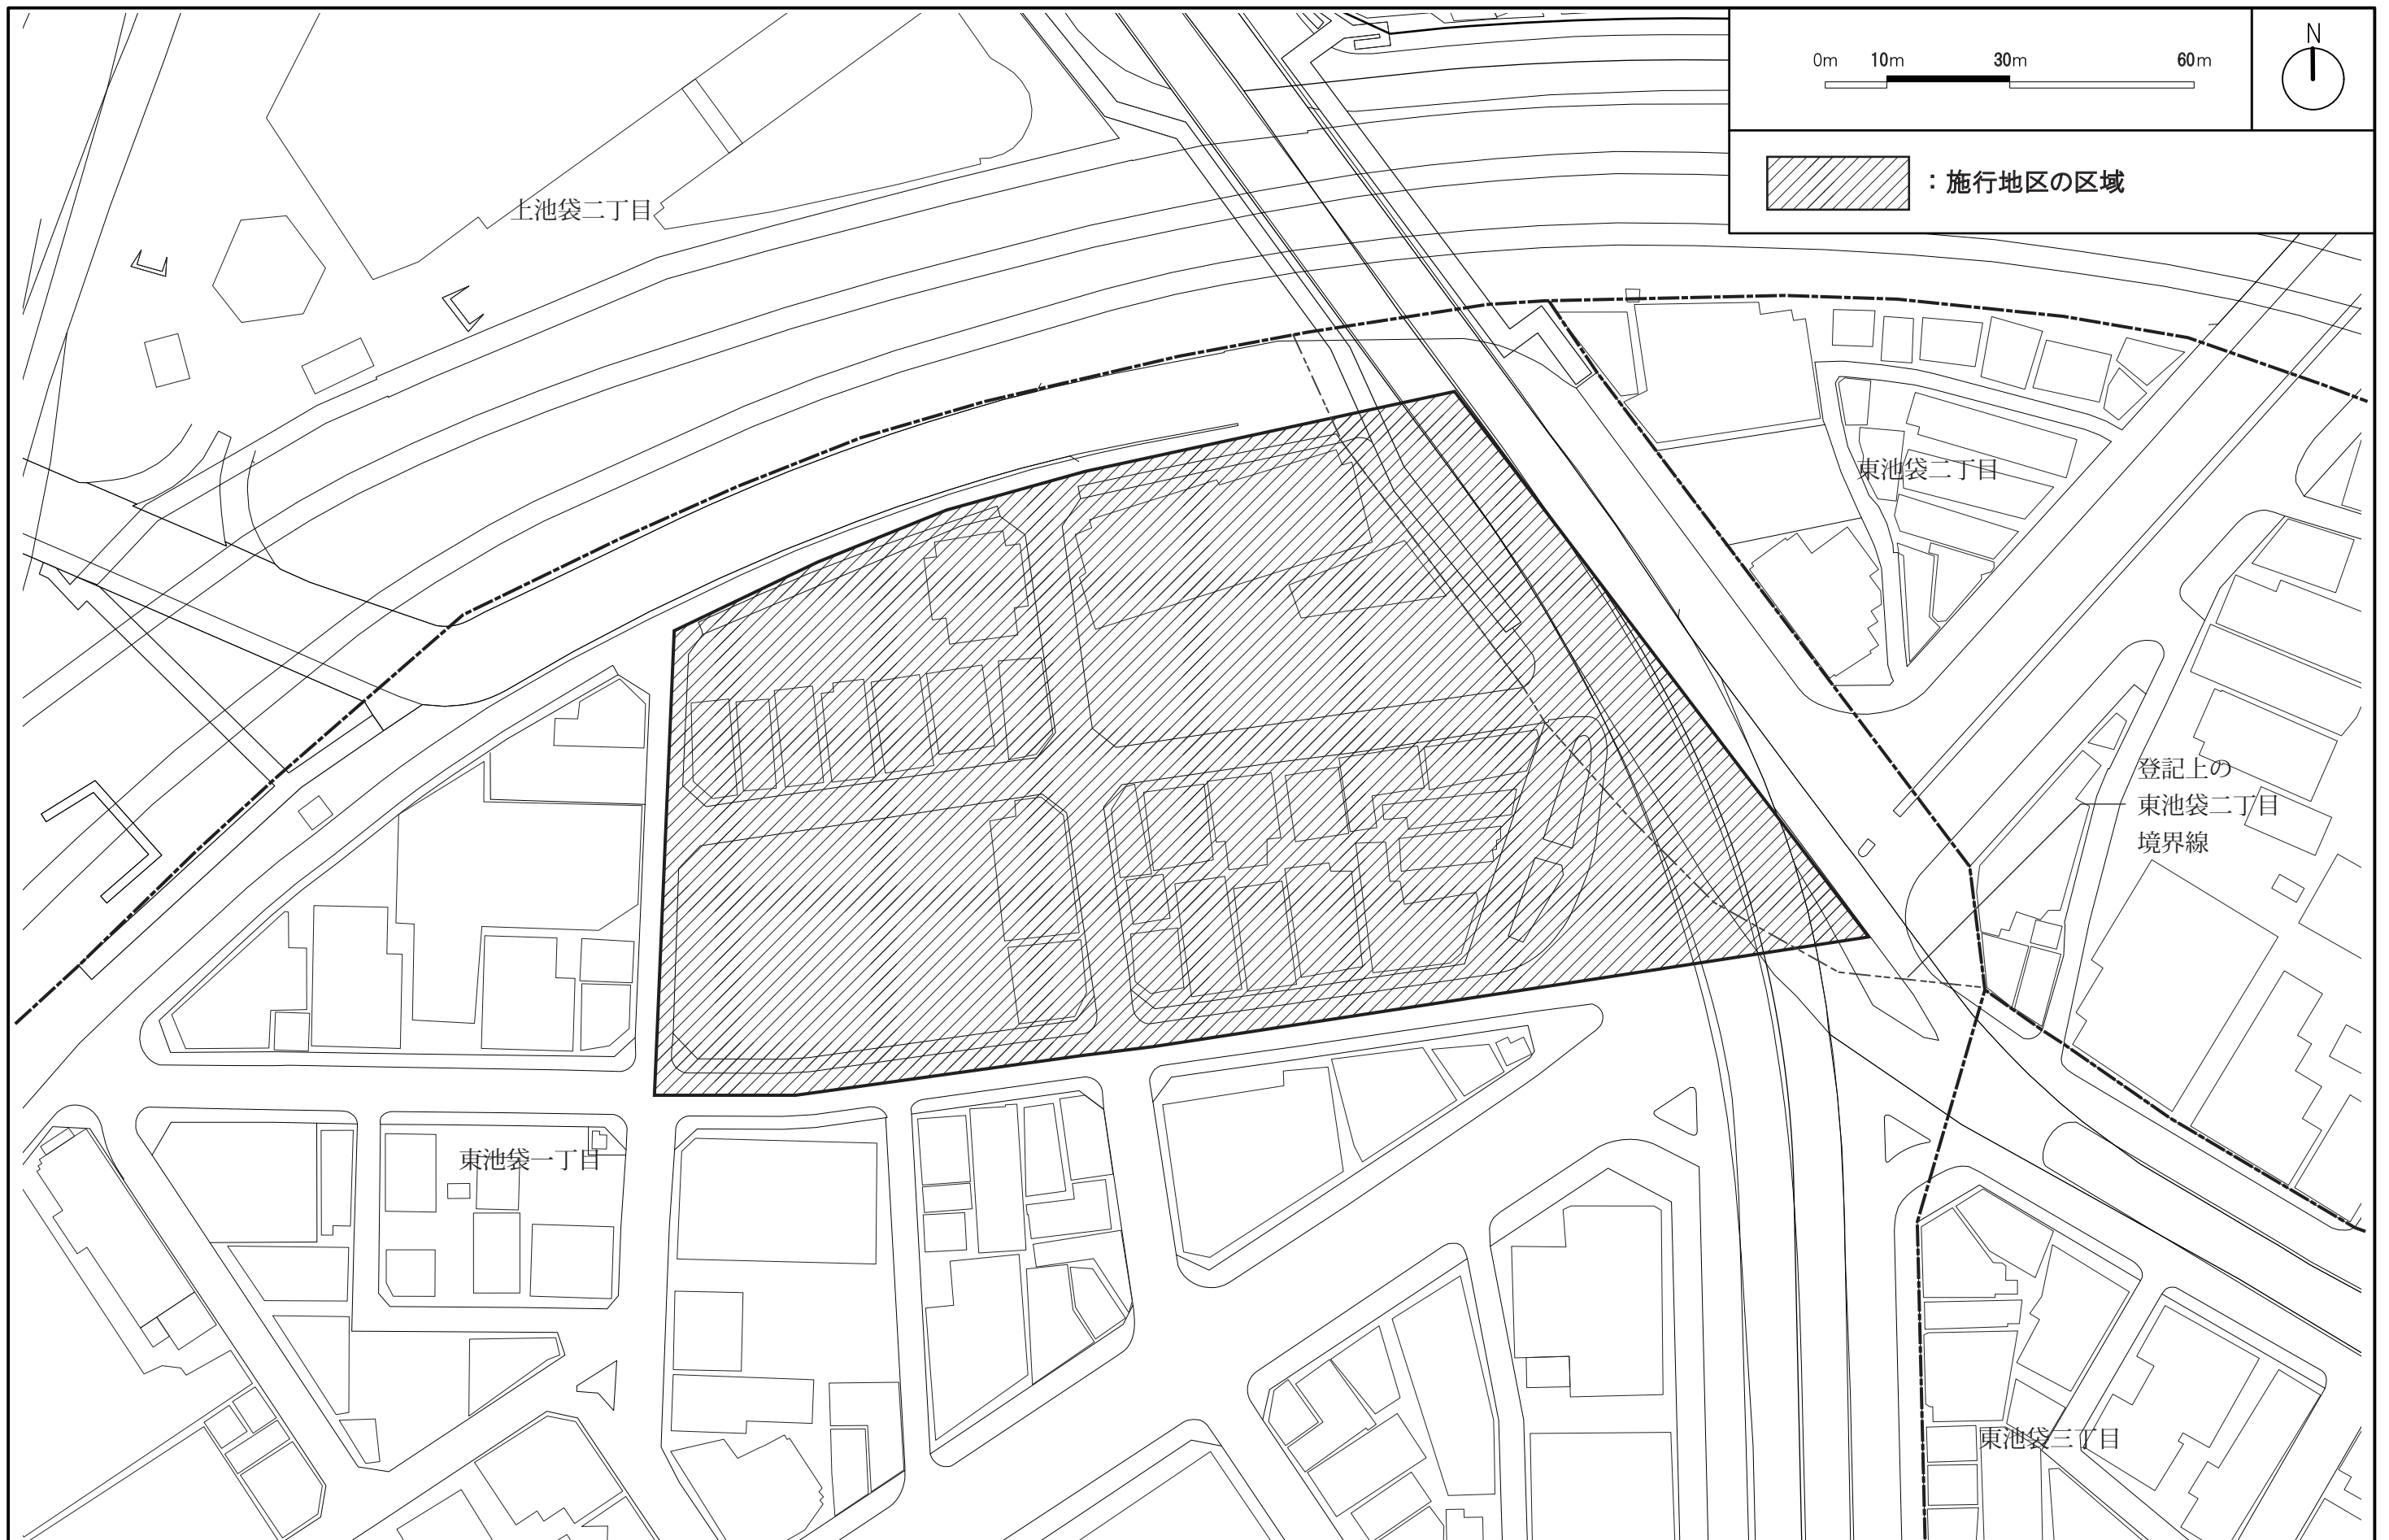 0m 10m 30m 60m
N
：施行地区の区域
上池袋二丁目
東池袋二丁目
登記上の
東池袋二丁目
境界線
東池袋一丁目
東池袋三丁目